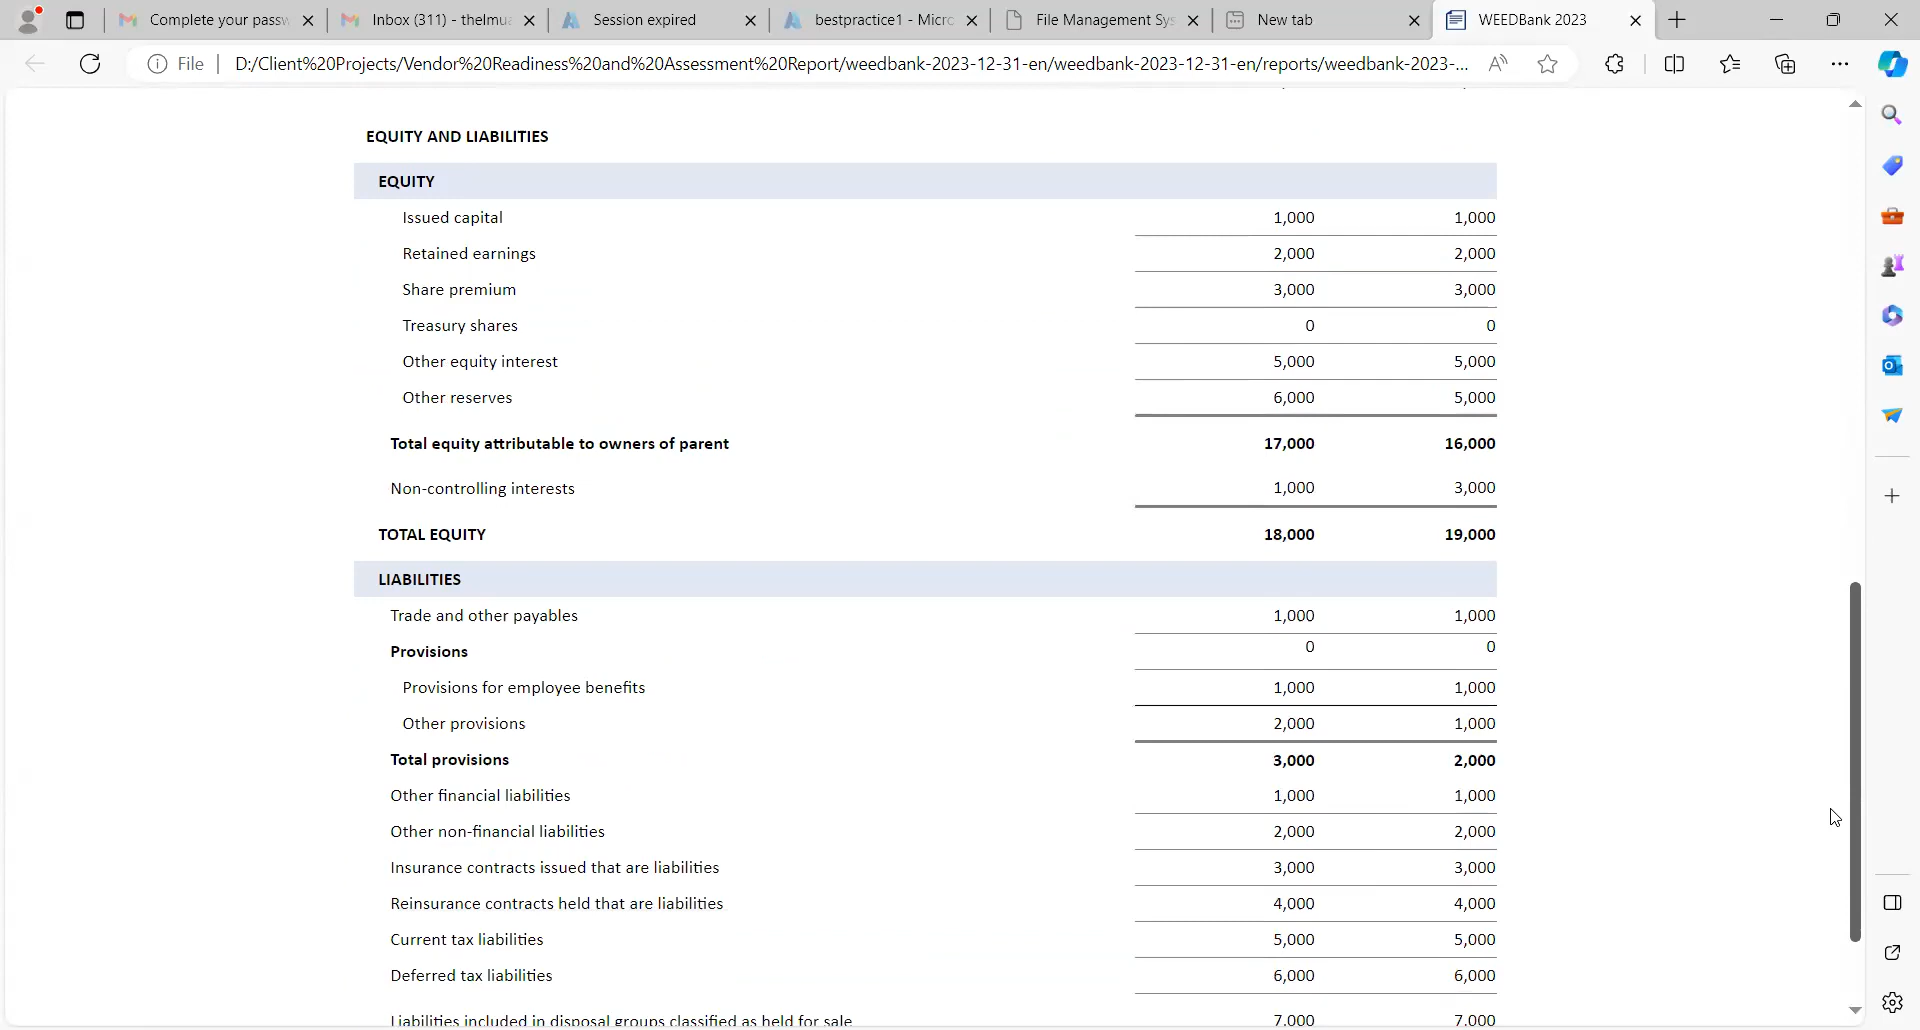 Complete your passw
Inbox (311) - thelmua
Session expired
bestpractice1 - Micro
File Management Sys
New tab
WEEDBank 2023
File D:/Client%20Projects/Vendor%20Readiness%20and%20Assessment%20Report/weedbank-2023-12-31-en/weedbank-2023-12-31-en/reports/weedbank-2023-...
EQUITY AND LIABILITIES
EQUITY
Issued capital 1,000 1,000
Retained earnings 2,000 2,000
Share premium 3,000 3,000
Treasury shares 0 0
Other equity interest 5,000 5,000
Other reserves 6,000 5,000
Total equity attributable to owners of parent 17,000 16,000
Non-controlling interests 1,000 3,000
TOTAL EQUITY 18,000 19,000
LIABILITIES
Trade and other payables 1,000 1,000
Provisions 0 0
Provisions for employee benefits 1,000 1,000
Other provisions 2,000 1,000
Total provisions 3,000 2,000
Other financial liabilities 1,000 1,000
Other non-financial liabilities 2,000 2,000
Insurance contracts issued that are liabilities 3,000 3,000
Reinsurance contracts held that are liabilities 4,000 4,000
Current tax liabilities 5,000 5,000
Deferred tax liabilities 6,000 6,000
Liabilities included in disposal groups classified as held for sale 7,000 7,000